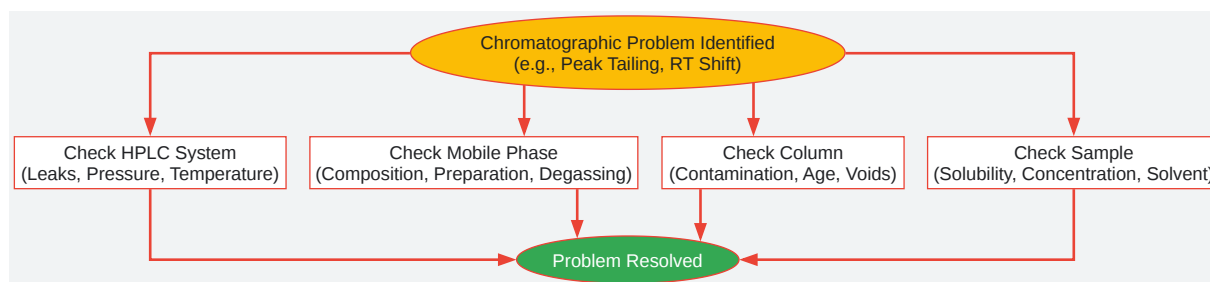 Chromatographic Problem Identified
(e.g., Peak Tailing, RT Shift)
Check HPLC System
(Leaks, Pressure, Temperature)
Check Mobile Phase
(Composition, Preparation, Degassing)
Check Column
(Contamination, Age, Voids)
Check Sample
(Solubility, Concentration, Solvent)
Problem Resolved